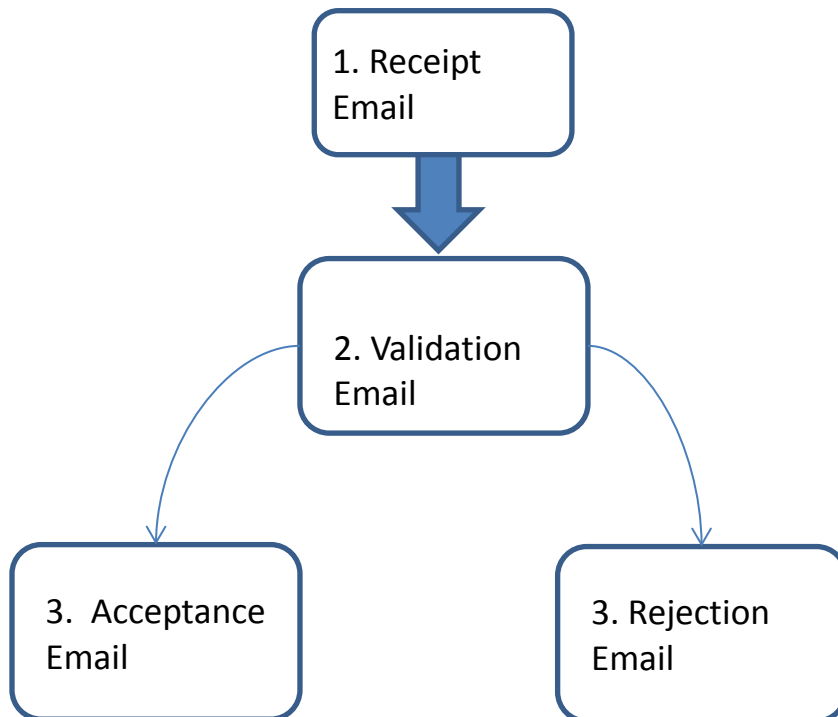 1. Receipt
Email
2. Validation
Email
3.  Acceptance
Email
3. Rejection
Email